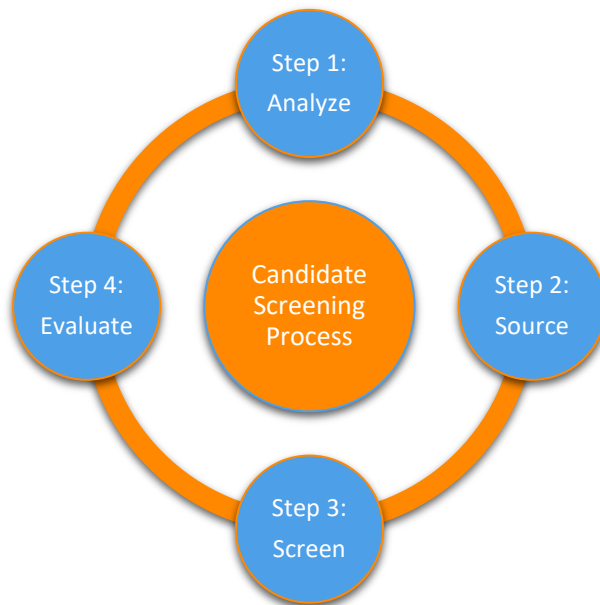 Step 1:
Analyze
Step 2:
Source
Step 3:
Screen
Step 4:
Evaluate
Candidate
Screening
Process